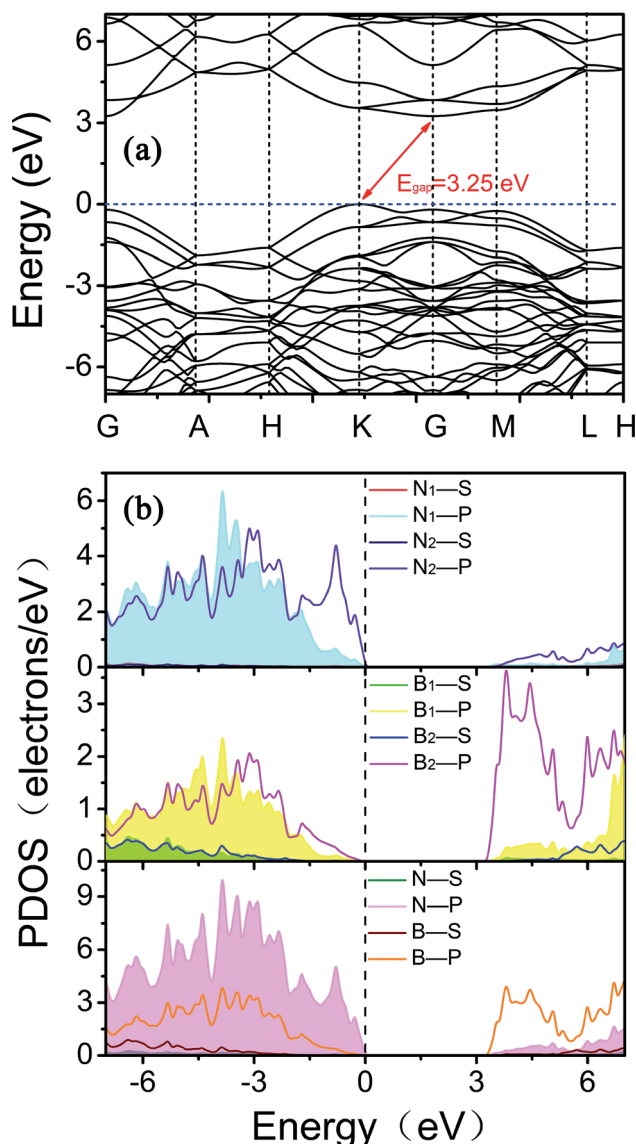 6
3
0
-3
-6
Energy (eV)
(a)
Egap=3.25 eV
G A H K G M L H
(b)
6
4
2
0
N1—S
N1—P
N2—S
N2—P
3
2
1
0
B1—S
B1—P
B2—S
B2—P
9
6
3
0
N—S
N—P
B—S
B—P
PDOS（electrons/eV）
-6 -3 0 3 6
Energy（eV）